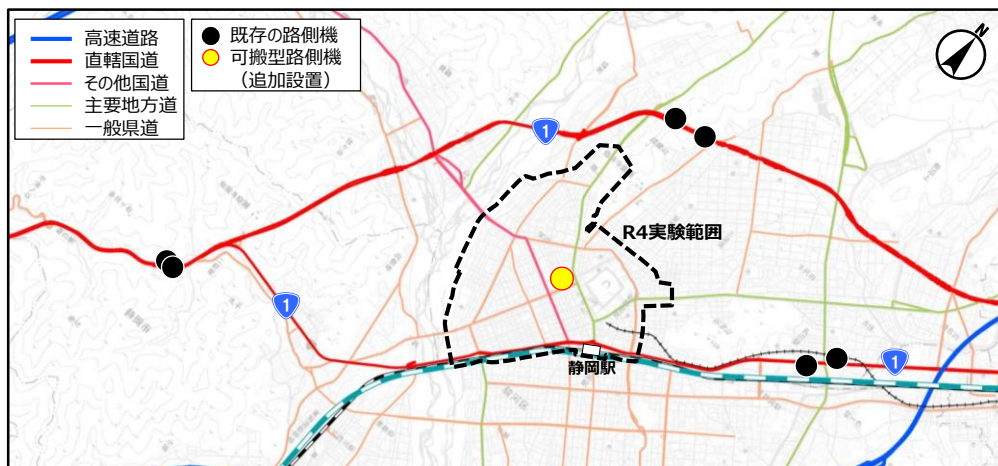 高速道路
直轄国道
その他国道
主要地方道
一般県道
既存の路側機
可搬型路側機
（追加設置）
N
1
R4実験範囲
1
静岡駅
1